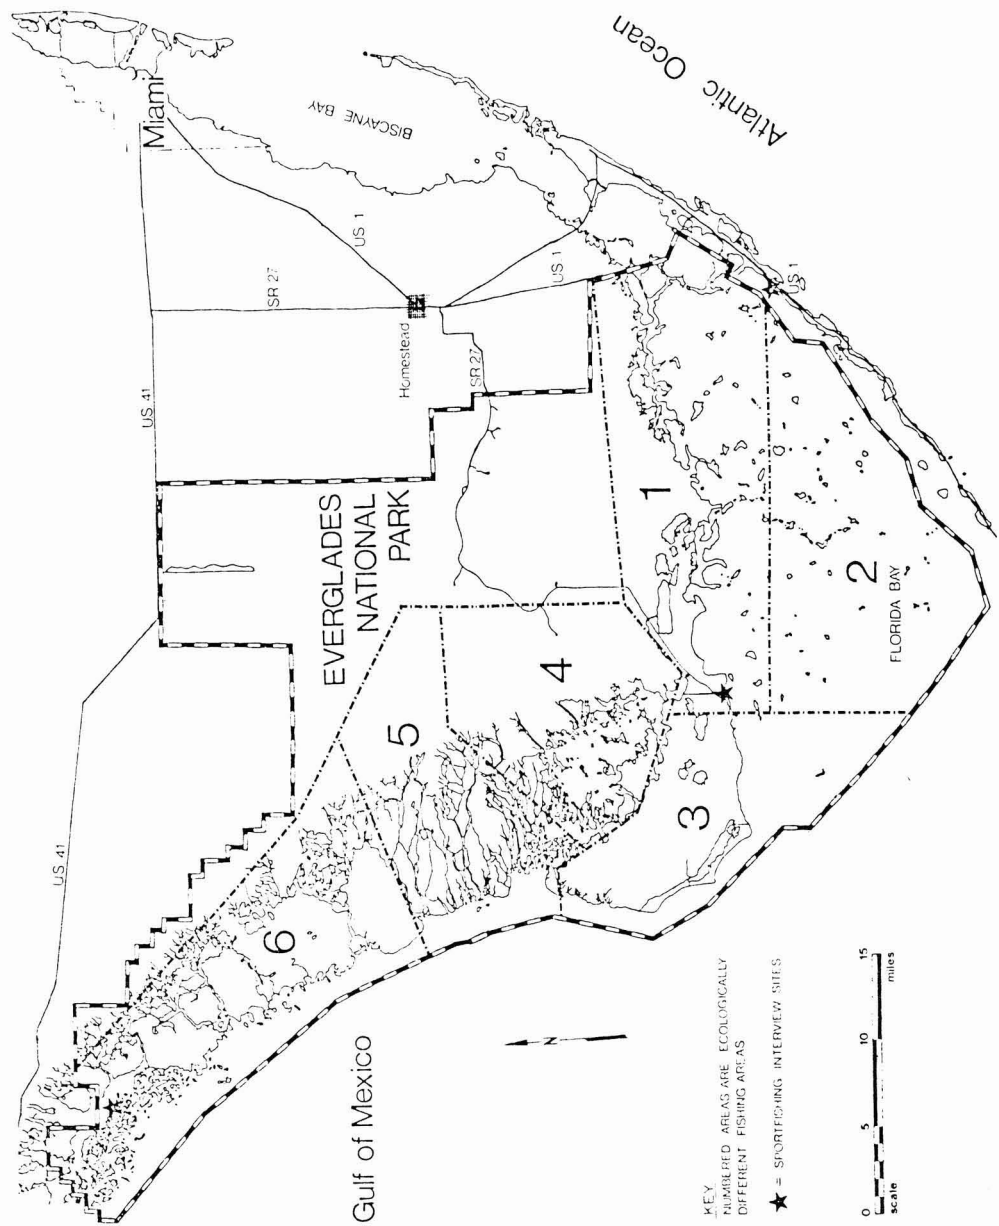 Atlantic Ocean
Miami
BISCAYNE BAY
US 1
SR 27
US 41
Homestead
US 1
SR 27
US 1
EVERGLADES
NATIONAL
PARK
1
2
FLORIDA BAY
3
4
5
6
US 41
Gulf of Mexico
N
KEY
NUMBERED AREAS ARE ECOLOGICALLY
DIFFERENT FISHING AREAS
★ = SPORTFISHING INTERVIEW SITES
0 5 10 15
scale miles